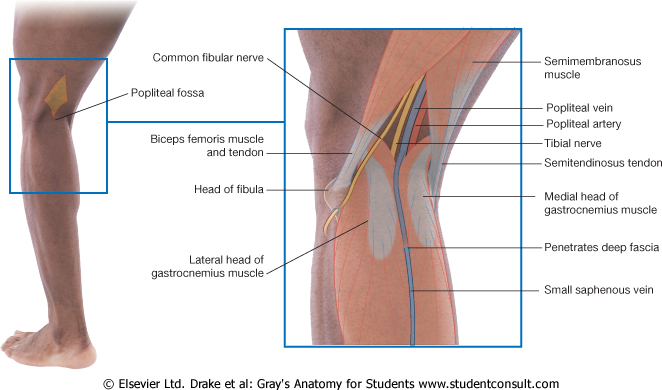 Common fibular nerve
Popliteal fossa
Biceps femoris muscle
and tendon
Head of fibula
Lateral head of
gastrocnemius muscle
Semimembranosus
muscle
Popliteal vein
Popliteal artery
Tibial nerve
Semitendinosus tendon
Medial head of
gastrocnemius muscle
Penetrates deep fascia
Small saphenous vein
© Elsevier Ltd. Drake et al: Gray's Anatomy for Students www.studentconsult.com